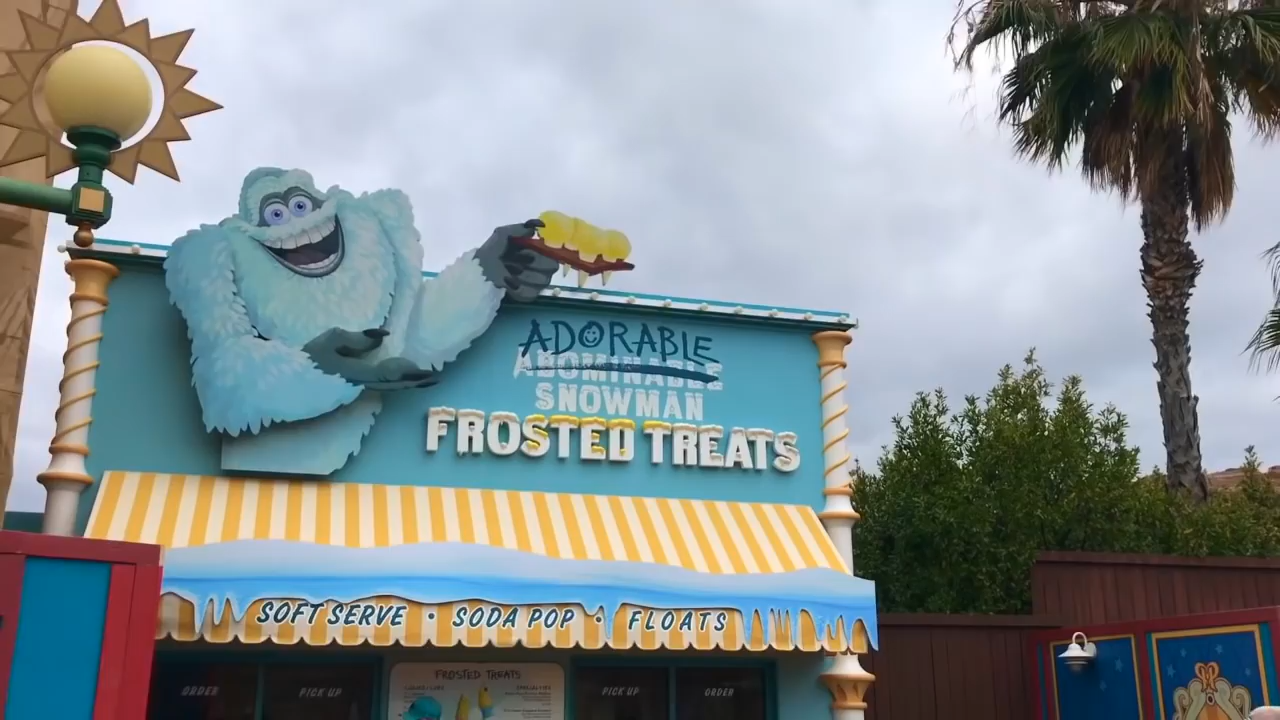 ADORABLE
ABOMINABLE
SNOWMAN
FROSTED TREATS
SOFT SERVE • SODA POP • FLOATS
ORDER PICK UP FROSTED TREATS PICK UP ORDER